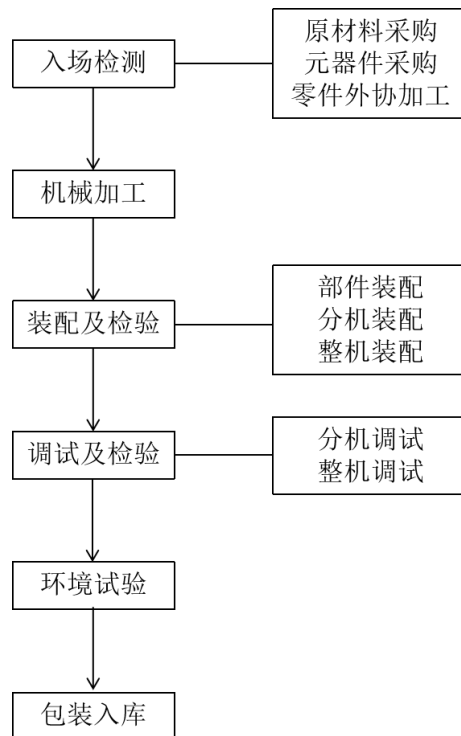 入场检测
原材料采购
元器件采购
零件外协加工
机械加工
装配及检验
部件装配
分机装配
整机装配
调试及检验
分机调试
整机调试
环境试验
包装入库